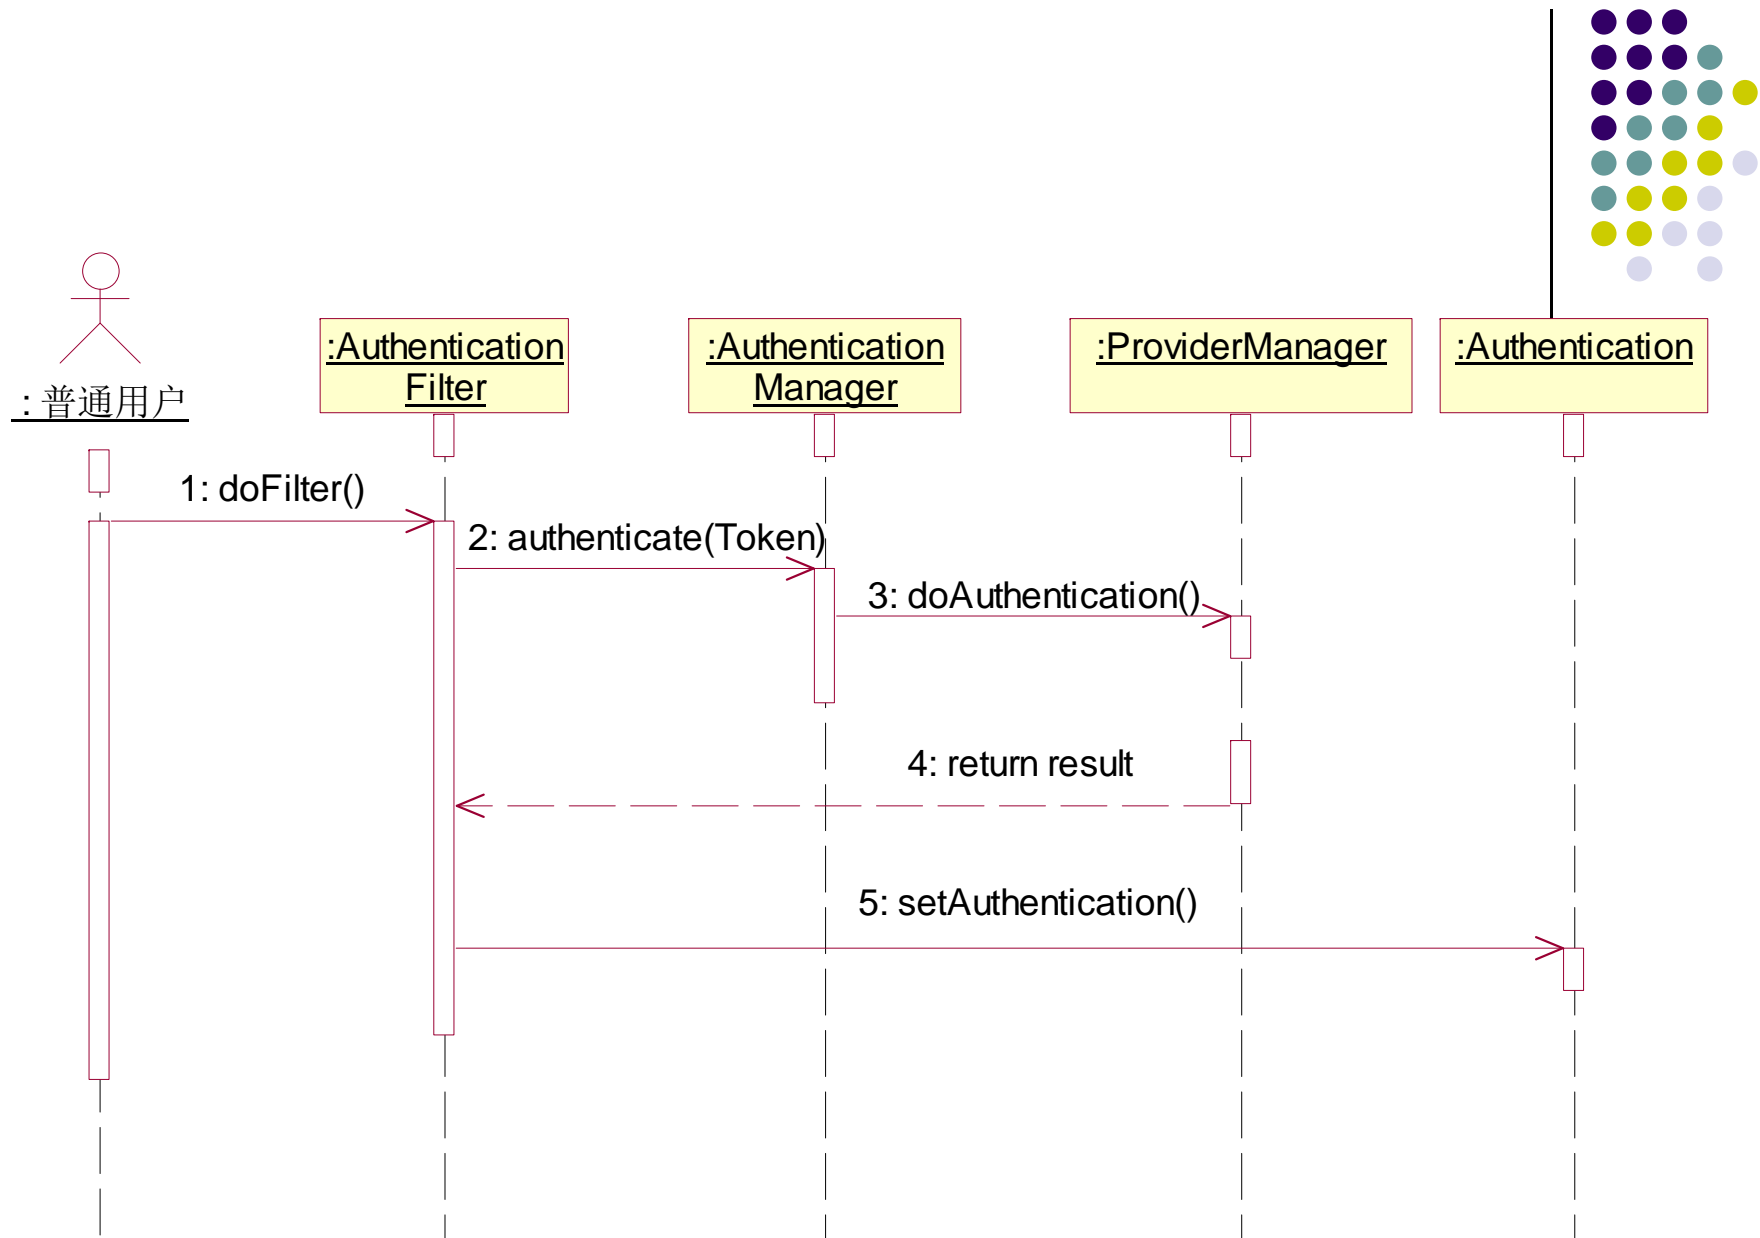 :Authentication
Filter
:Authentication
Manager
:ProviderManager
:Authentication
: 普通用户
1: doFilter()
2: authenticate(Token)
3: doAuthentication()
4: return result
5: setAuthentication()